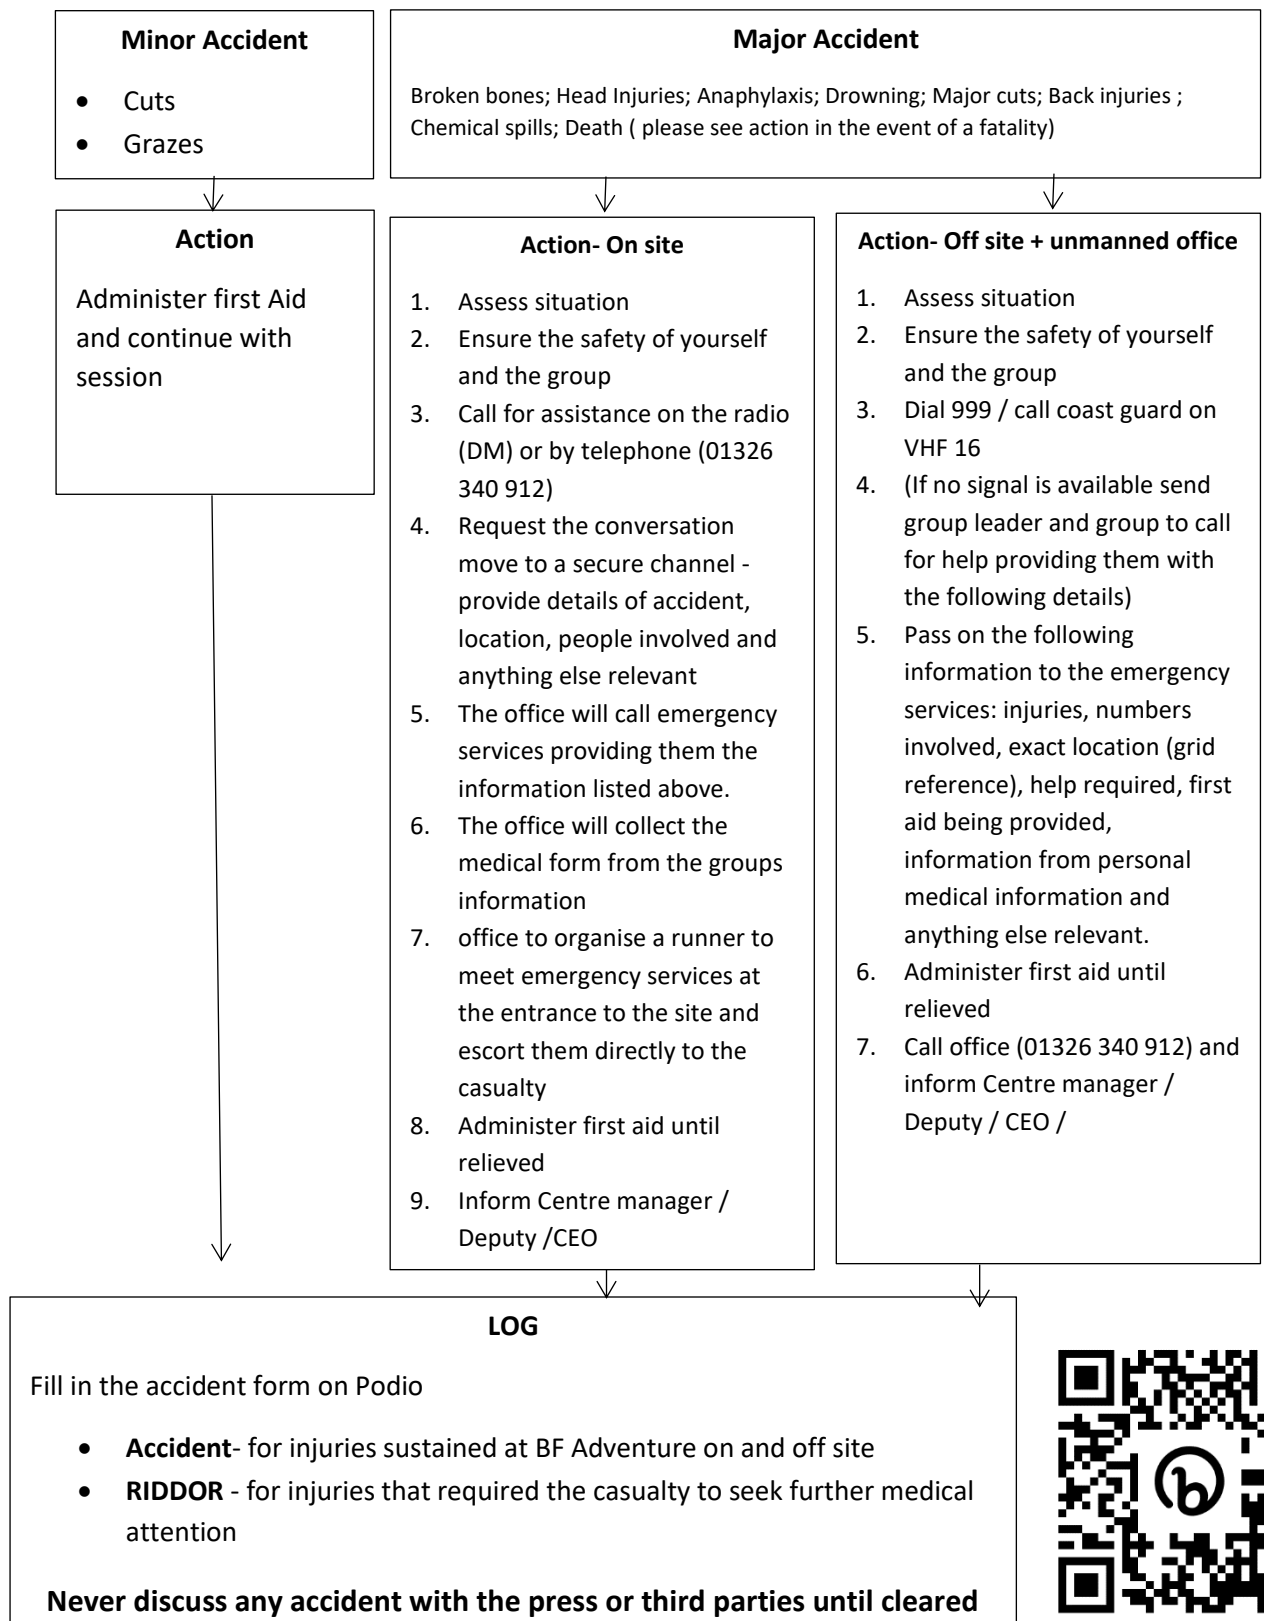 Minor Accident
• Cuts
• Grazes
Major Accident
Broken bones; Head Injuries; Anaphylaxis; Drowning; Major cuts; Back injuries ;
Chemical spills; Death ( please see action in the event of a fatality)
Action
Administer first Aid
and continue with
session
Action- On site
1. Assess situation
2. Ensure the safety of yourself
and the group
3. Call for assistance on the radio
(DM) or by telephone (01326
340 912)
4. Request the conversation
move to a secure channel -
provide details of accident,
location, people involved and
anything else relevant
5. The office will call emergency
services providing them the
information listed above.
6. The office will collect the
medical form from the groups
information
7. office to organise a runner to
meet emergency services at
the entrance to the site and
escort them directly to the
casualty
8. Administer first aid until
relieved
9. Inform Centre manager /
Deputy /CEO
Action- Off site + unmanned office
1. Assess situation
2. Ensure the safety of yourself
and the group
3. Dial 999 / call coast guard on
VHF 16
4. (If no signal is available send
group leader and group to call
for help providing them with
the following details)
5. Pass on the following
information to the emergency
services: injuries, numbers
involved, exact location (grid
reference), help required, first
aid being provided,
information from personal
medical information and
anything else relevant.
6. Administer first aid until
relieved
7. Call office (01326 340 912) and
inform Centre manager /
Deputy / CEO /
LOG
Fill in the accident form on Podio
• Accident- for injuries sustained at BF Adventure on and off site
• RIDDOR - for injuries that required the casualty to seek further medical
attention
Never discuss any accident with the press or third parties until cleared
b